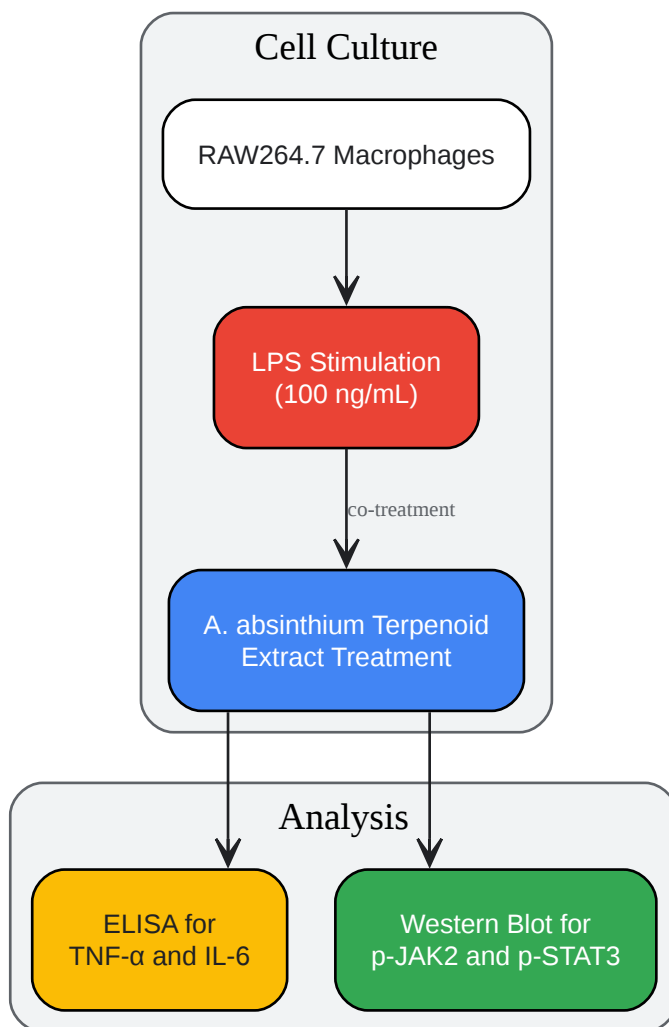 Cell Culture
RAW264.7 Macrophages
LPS Stimulation
(100 ng/mL)
co-treatment
A. absinthium Terpenoid
Extract Treatment
Analysis
ELISA for
TNF-α and IL-6
Western Blot for
p-JAK2 and p-STAT3